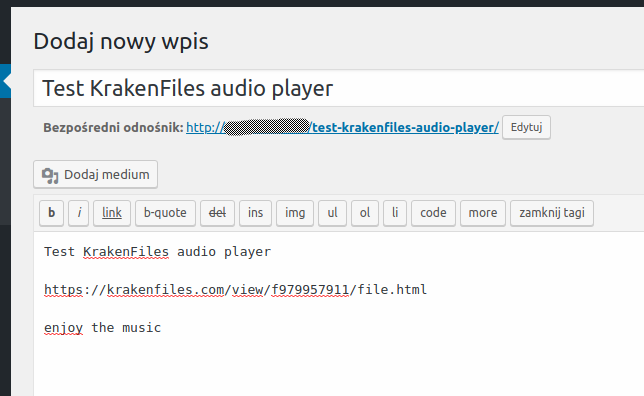 Dodaj nowy wpis
Test KrakenFiles audio player
Bezpośredni odnośnik: http:// /test-krakenfiles-audio-player/ Edytuj
Dodaj medium
b i link b-quote del ins img ul ol li code more zamknij tagi
Test KrakenFiles audio player
https://krakenfiles.com/view/f979957911/file.html
enjoy the music